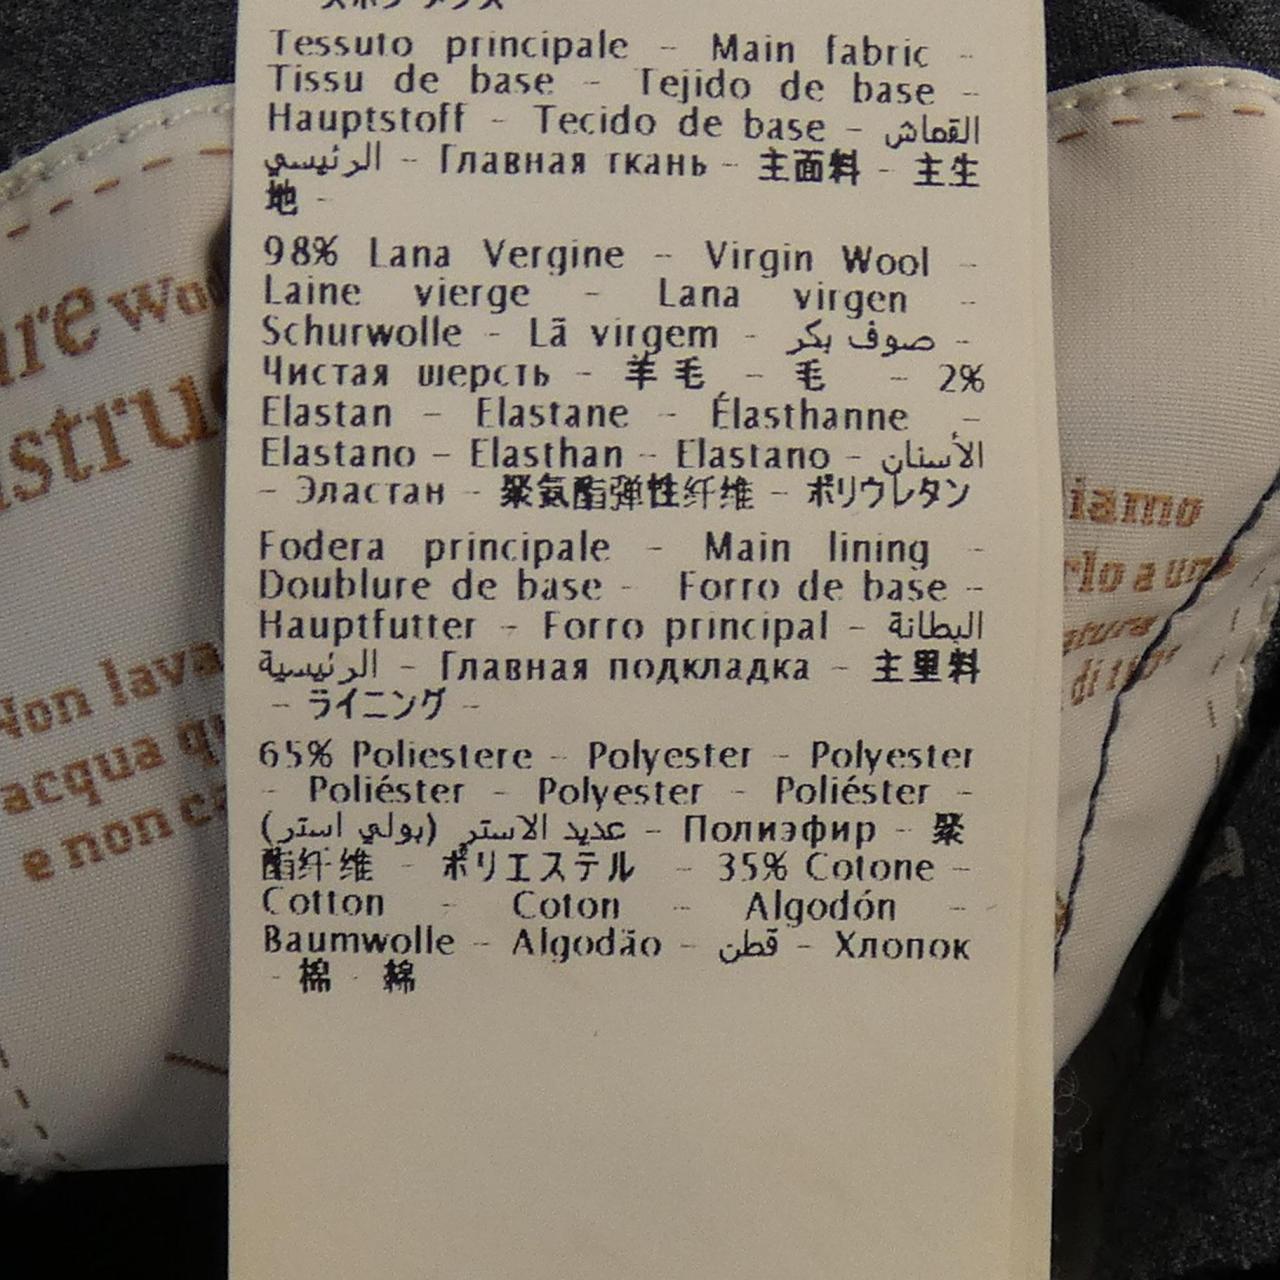 Tessuto principale - Main fabric -
Tissu de base - Tejido de base -
Hauptstoff - Tecido de base - القماش
الرئيسي - Главная ткань - 主面料 - 主生
地 -
98% Lana Vergine - Virgin Wool -
Laine vierge - Lana virgen -
Schurwolle - Lã virgem - صوف بكر -
Чистая шерсть - 羊毛 - 毛 - 2%
Elastan - Elastane - Élasthanne -
Elastano - Elasthan - Elastano - الأسنان
- Эластан - 聚氨酯弹性纤维 - ポリウレタン
Fodera principale - Main lining -
Doublure de base - Forro de base -
Hauptfutter - Forro principal - البطانة
الرئيسية - Главная подкладка - 主里料
- ライニング -
65% Poliestere - Polyester - Polyester
- Poliéster - Polyester - Poliéster -
عديد الاستر (بولي استر) - Полиэфир - 聚
酯纤维 - ポリエステル - 35% Cotone -
Cotton - Coton - Algodón -
Baumwolle - Algodão - قطن - Хлопок
- 棉 - 綿
Non lava
acqua
e non
iamo
rlo a un
di